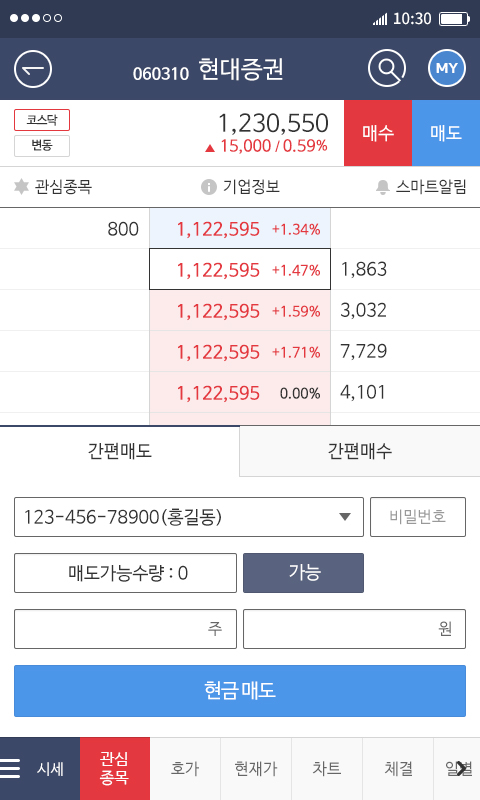 10:30
060310 현대증권
MY
코스닥
변동
1,230,550
▲ 15,000 / 0.59%
매수
매도
관심종목
기업정보
스마트알림
800 1,122,595 +1.34%
1,122,595 +1.47% 1,863
1,122,595 +1.59% 3,032
1,122,595 +1.71% 7,729
1,122,595 0.00% 4,101
간편매도
간편매수
123-456-78900(홍길동)
비밀번호
매도가능수량 : 0
가능
주
원
현금매도
시세
관심
종목
호가
현재가
차트
체결
일별